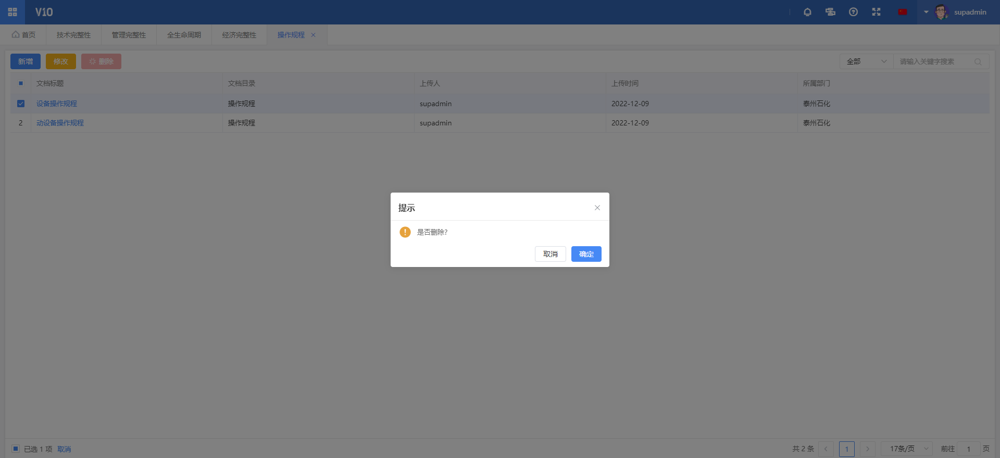 V10
supadmin
首页 技术完整性 管理完整性 全生命周期 经济完整性 操作规程
新增 修改 删除 全部 请输入关键字搜索
文档标题 文档目录 上传人 上传时间 所属部门
设备操作规程 操作规程 supadmin 2022-12-09 泰州石化
2 动设备操作规程 操作规程 supadmin 2022-12-09 泰州石化
提示
是否删除?
取消 确定
已选 1 项 取消 共 2 条 1 17条/页 前往 1 页